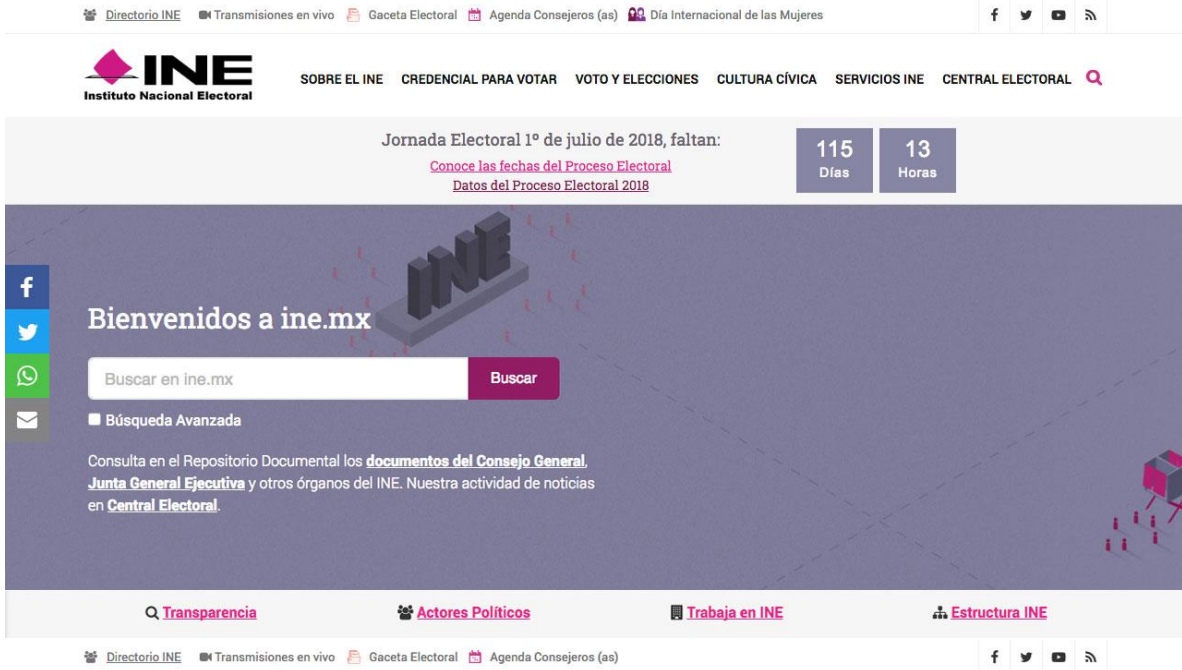 Directorio INE Transmisiones en vivo Gaceta Electoral Agenda Consejeros (as) Día Internacional de las Mujeres
INE
Instituto Nacional Electoral
SOBRE EL INE CREDENCIAL PARA VOTAR VOTO Y ELECCIONES CULTURA CÍVICA SERVICIOS INE CENTRAL ELECTORAL
Jornada Electoral 1º de julio de 2018, faltan:
Conoce las fechas del Proceso Electoral
Datos del Proceso Electoral 2018
115 13
Días Horas
INE
Bienvenidos a ine.mx
Buscar en ine.mx Buscar
Búsqueda Avanzada
Consulta en el Repositorio Documental los documentos del Consejo General,
Junta General Ejecutiva y otros órganos del INE. Nuestra actividad de noticias
en Central Electoral.
Transparencia Actores Políticos Trabaja en INE Estructura INE
Directorio INE Transmisiones en vivo Gaceta Electoral Agenda Consejeros (as)